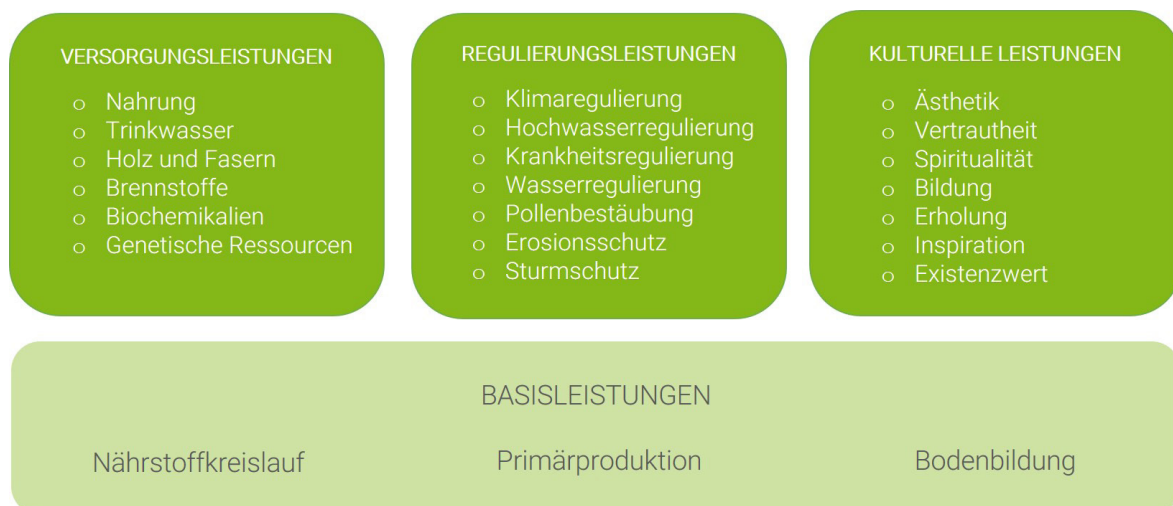 VERSORGUNGSLEISTUNGEN
o Nahrung
o Trinkwasser
o Holz und Fasern
o Brennstoffe
o Biochemikalien
o Genetische Ressourcen
REGULIERUNGSLEISTUNGEN
o Klimaregulierung
o Hochwasserregulierung
o Krankheitsregulierung
o Wasserregulierung
o Pollenbestäubung
o Erosionsschutz
o Sturmschutz
KULTURELLE LEISTUNGEN
o Ästhetik
o Vertrautheit
o Spiritualität
o Bildung
o Erholung
o Inspiration
o Existenzwert
BASISLEISTUNGEN
Nährstoffkreislauf Primärproduktion Bodenbildung